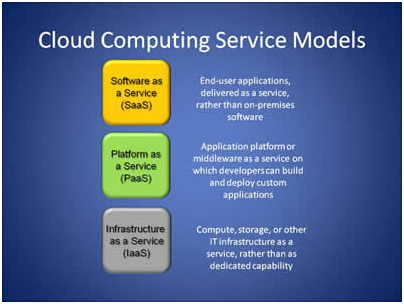 Cloud Computing Service Models
Software as
a Service
(SaaS)
End-user applications,
delivered as a service,
rather than on-premises
software
Platform as
a Service
(PaaS)
Application platform or
middleware as a service on
which developers can build
and deploy custom
applications
Infrastructure
as a Service
(IaaS)
Compute, storage, or other
IT infrastructure as a
service, rather than as
dedicated capability